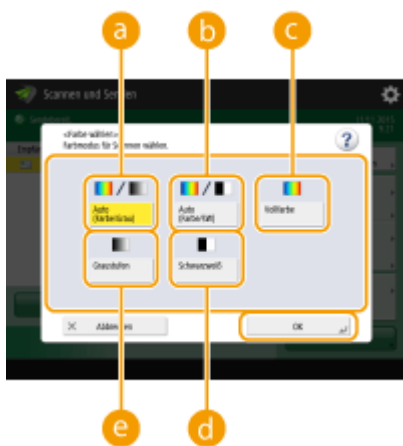 a
b
c
Scannen und Senden
<Farbe wählen>
Farbmodus für Scannen wählen.
?
Auto
(Farbe/Grau)
Auto
(Farbe/SW)
Vollfarbe
Graustufen
Schwarzweiß
Abbrechen
OK
e
d